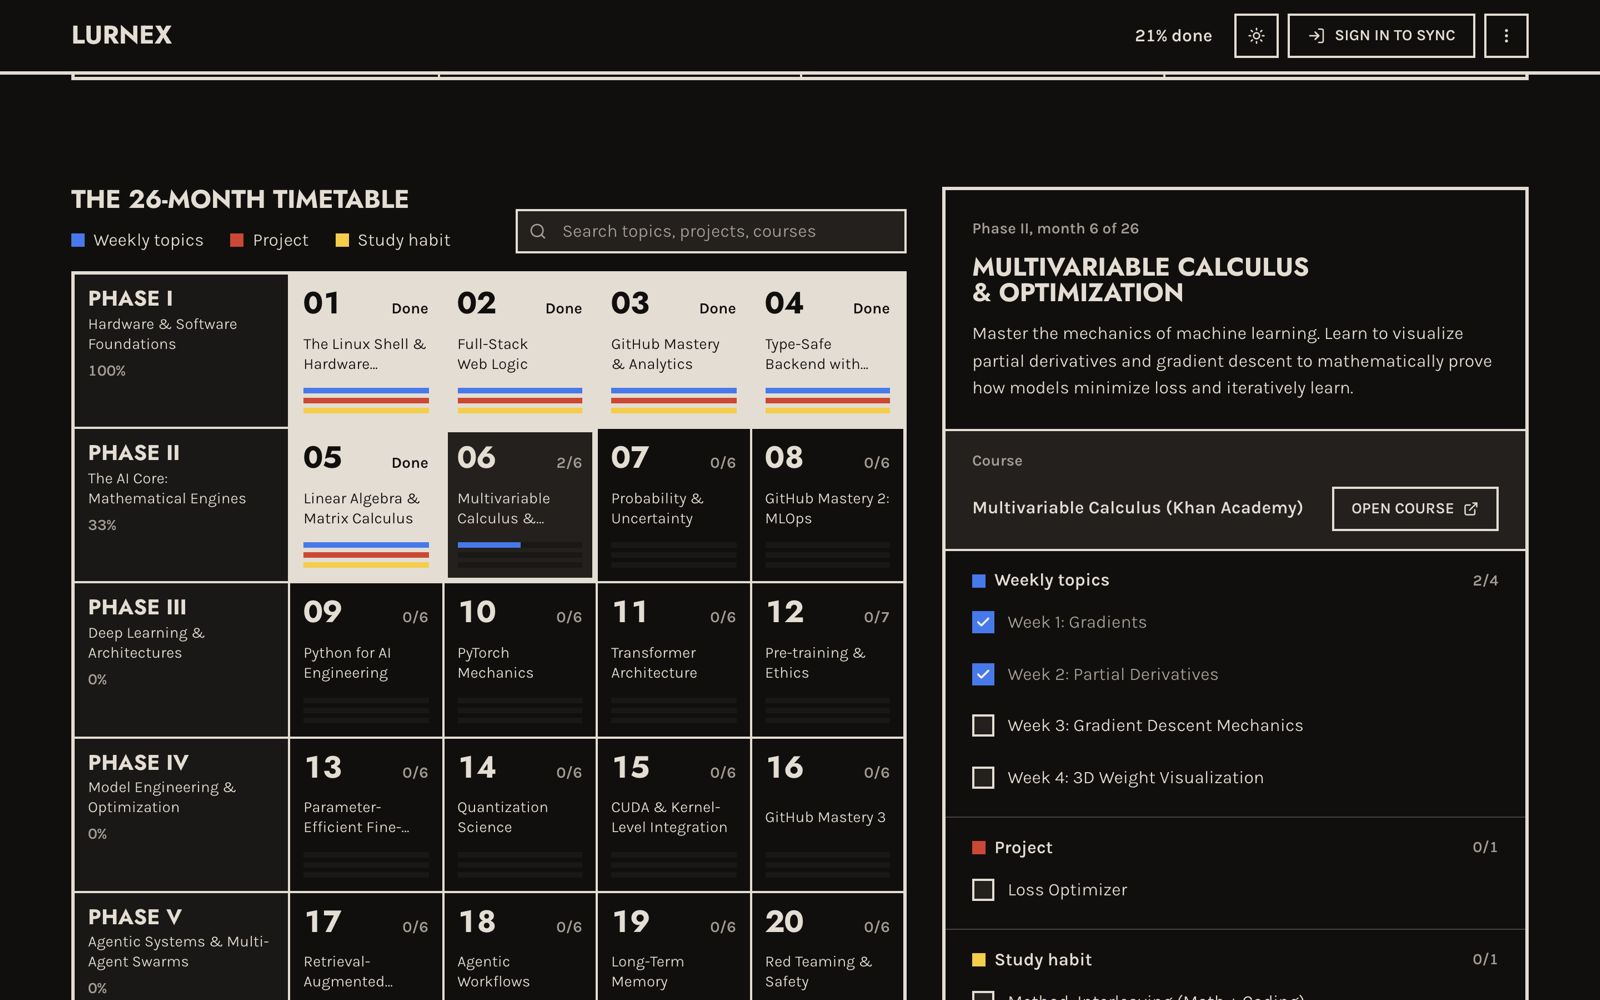 LURNEX
21% done
SIGN IN TO SYNC
THE 26-MONTH TIMETABLE
Weekly topics
Project
Study habit
Search topics, projects, courses
PHASE I
Hardware & Software
Foundations
100%
01
Done
The Linux Shell &
Hardware...
02
Done
Full-Stack
Web Logic
03
Done
GitHub Mastery
& Analytics
04
Done
Type-Safe
Backend with...
PHASE II
The AI Core:
Mathematical Engines
33%
05
Done
Linear Algebra &
Matrix Calculus
06
2/6
Multivariable
Calculus &...
07
0/6
Probability &
Uncertainty
08
0/6
GitHub Mastery 2:
MLOps
PHASE III
Deep Learning &
Architectures
0%
09
0/6
Python for AI
Engineering
10
0/6
PyTorch
Mechanics
11
0/6
Transformer
Architecture
12
0/7
Pre-training &
Ethics
PHASE IV
Model Engineering &
Optimization
0%
13
0/6
Parameter-
Efficient Fine-...
14
0/6
Quantization
Science
15
0/6
CUDA & Kernel-
Level Integration
16
0/6
GitHub Mastery 3
PHASE V
Agentic Systems & Multi-
Agent Swarms
0%
17
0/6
Retrieval-
Augmented...
18
0/6
Agentic
Workflows
19
0/6
Long-Term
Memory
20
0/6
Red Teaming &
Safety
Phase II, month 6 of 26
MULTIVARIABLE CALCULUS
& OPTIMIZATION
Master the mechanics of machine learning. Learn to visualize
partial derivatives and gradient descent to mathematically prove
how models minimize loss and iteratively learn.
Course
Multivariable Calculus (Khan Academy)
OPEN COURSE
Weekly topics
2/4
Week 1: Gradients
Week 2: Partial Derivatives
Week 3: Gradient Descent Mechanics
Week 4: 3D Weight Visualization
Project
0/1
Loss Optimizer
Study habit
0/1
Method: Interleaving (Math + Coding)